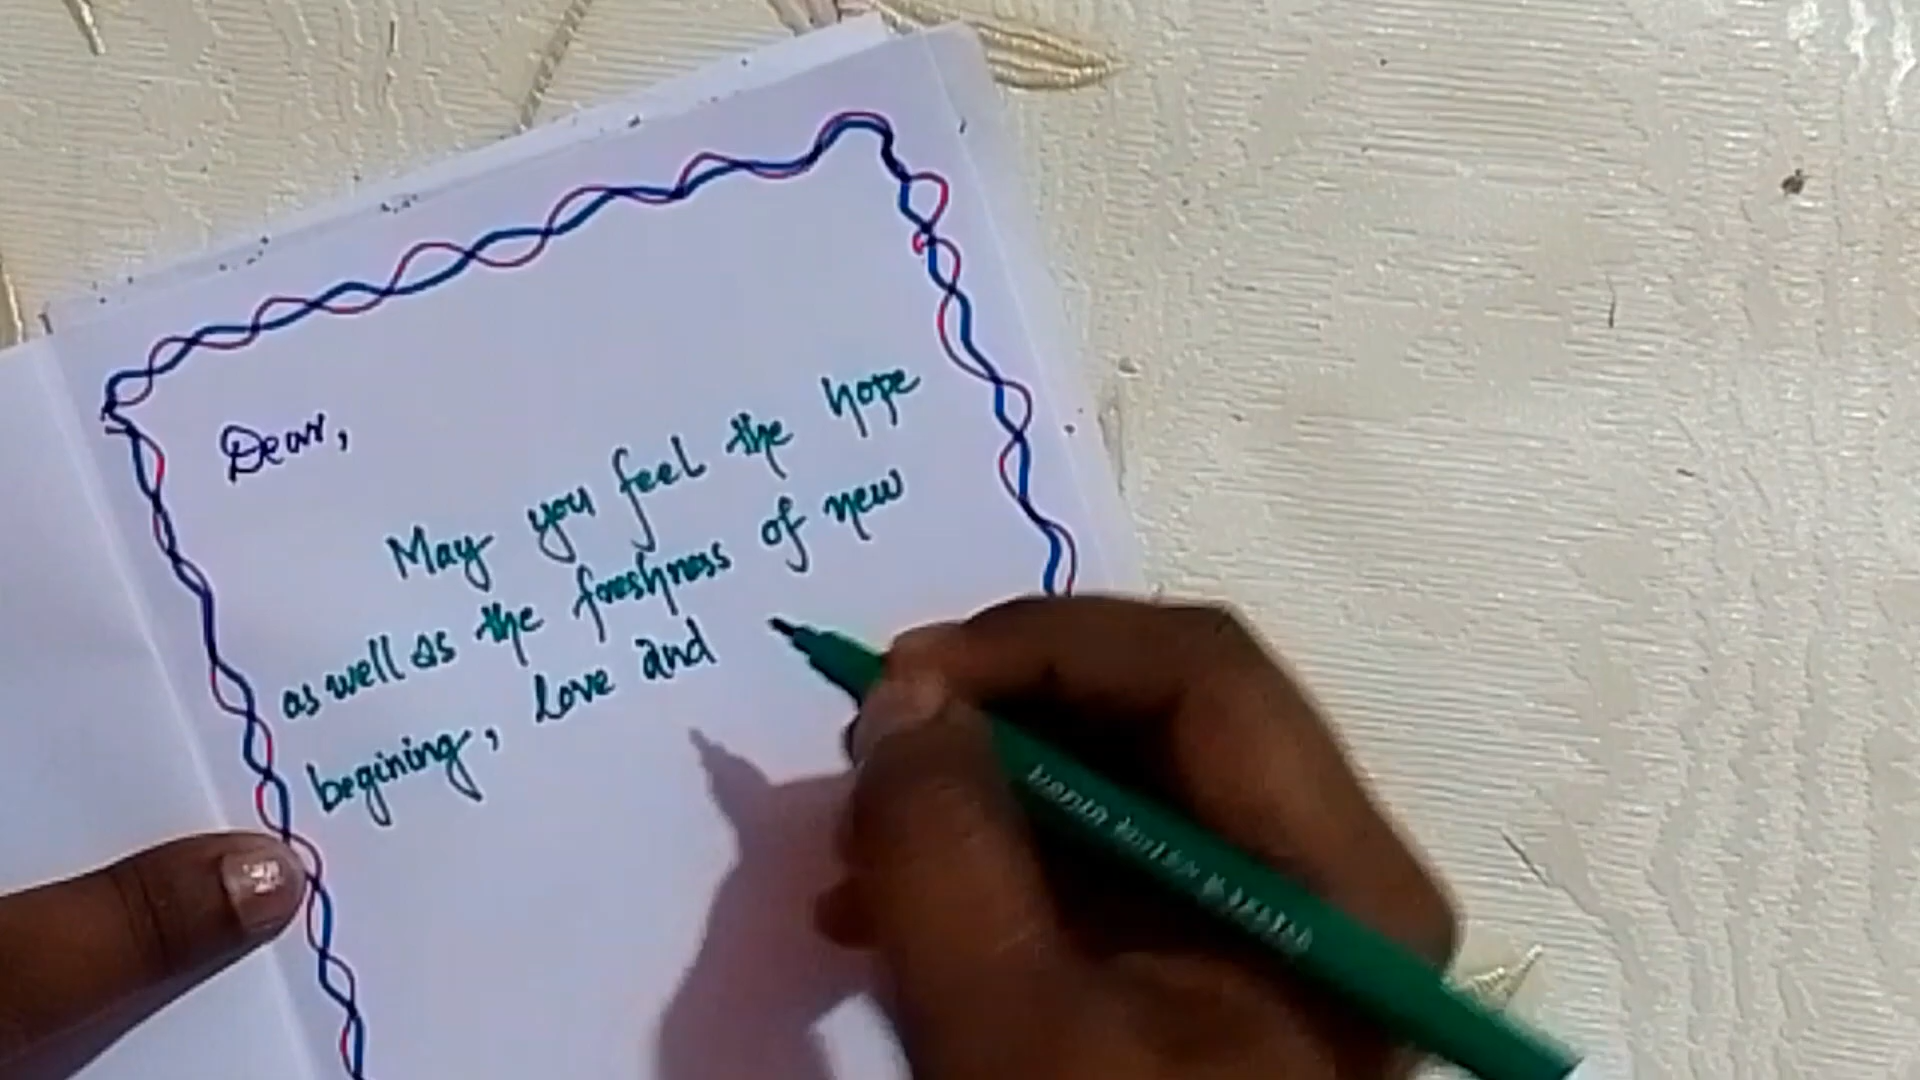 Dear,
May you feel the hope
as well as the freshness of new
begining, love and